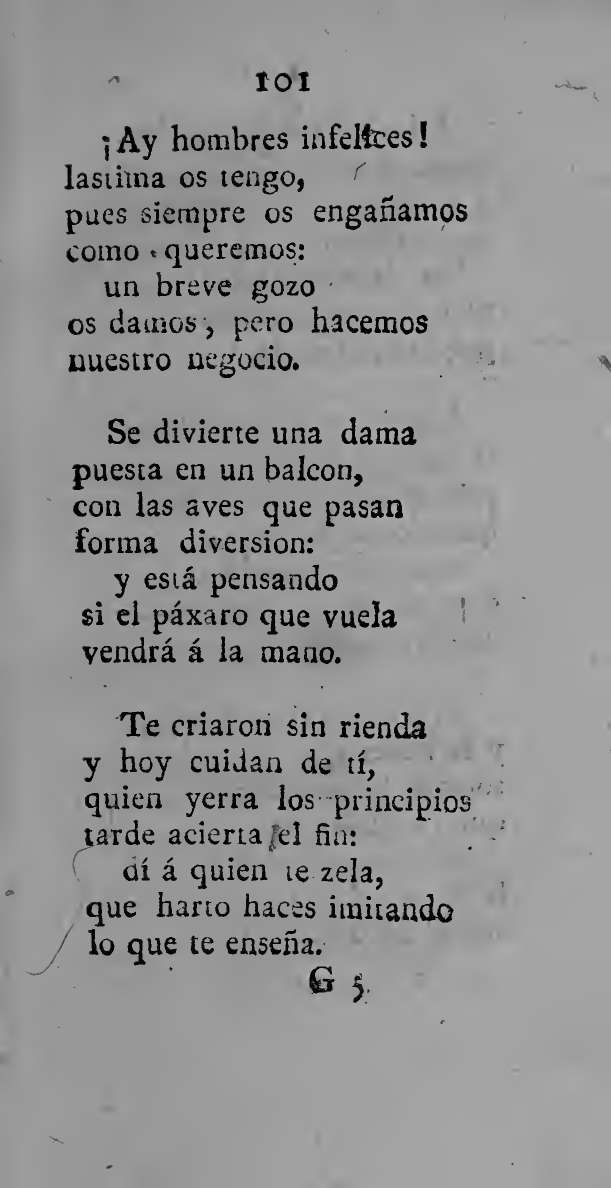 101
¡Ay hombres infelices!
lastima os tengo,
pues siempre os engañamos
como queremos:
un breve gozo
os damos, pero hacemos
nuestro negocio.
Se divierte una dama
puesta en un balcon,
con las aves que pasan
forma diversion:
y está pensando
si el páxaro que vuela
vendrá á la mano.
Te criaron sin rienda
y hoy cuidan de tí,
quien yerra los principios
tarde acierta el fin:
dí á quien te zela,
que harto haces imitando
lo que te enseña.
G 5